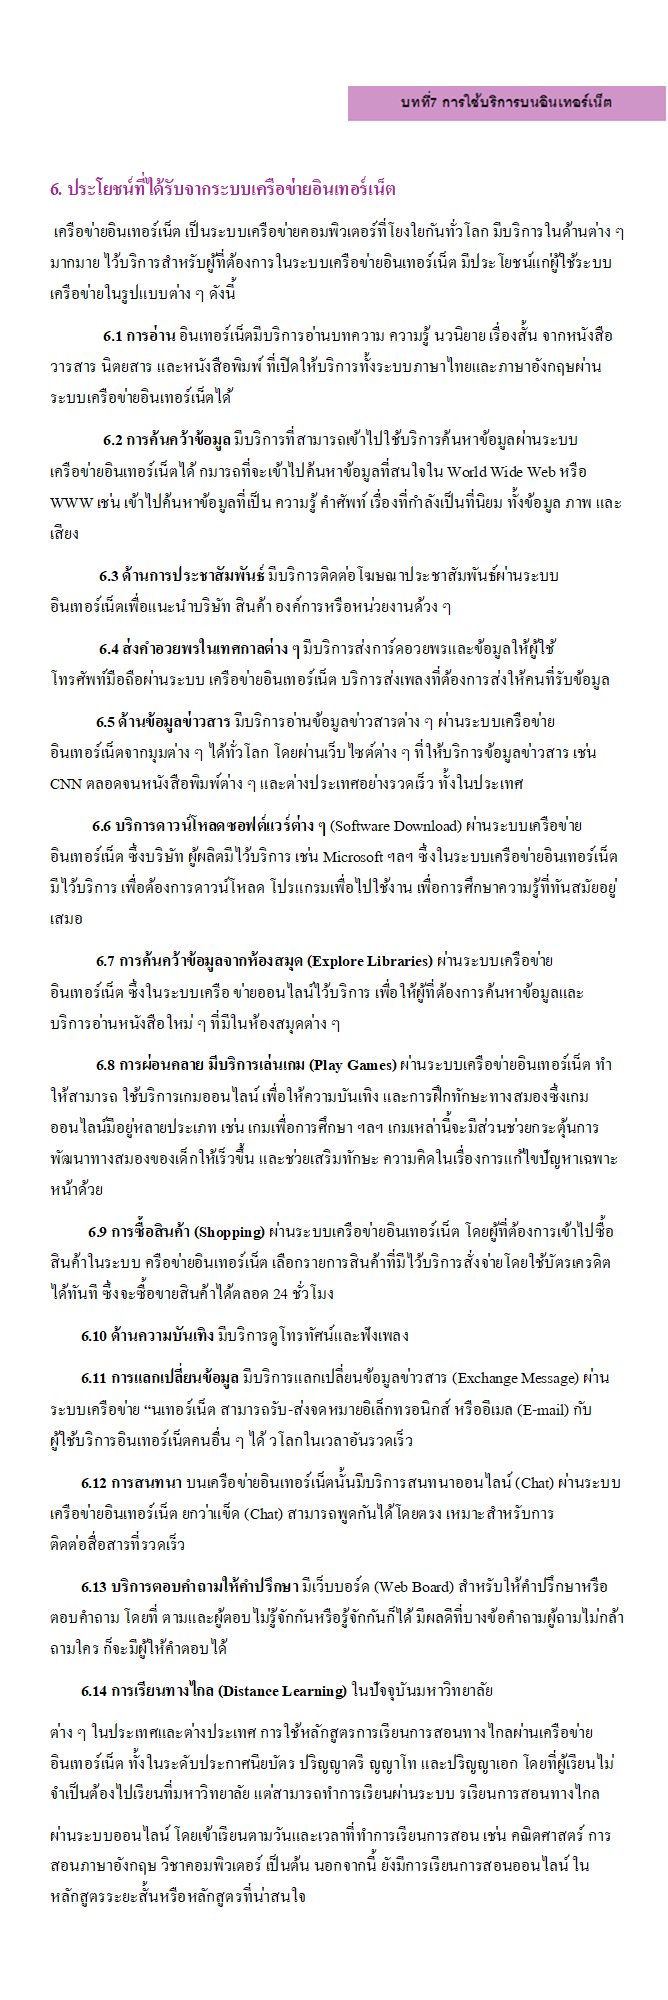 บทที่7 การใช้บริการบนอินเทอร์เน็ต
6. ประโยชน์ที่ได้รับจากระบบเครือข่ายอินเทอร์เน็ต
เครือข่ายอินเทอร์เน็ต เป็นระบบเครือข่ายคอมพิวเตอร์ที่โยงใยกันทั่วโลก มีบริการในด้านต่าง ๆ
มากมาย ไว้บริการสำหรับผู้ที่ต้องการในระบบเครือข่ายอินเทอร์เน็ต มีประโยชน์แก่ผู้ใช้ระบบ
เครือข่ายในรูปแบบต่าง ๆ ดังนี้
6.1 การอ่าน อินเทอร์เน็ตมีบริการอ่านบทความ ความรู้ นวนิยาย เรื่องสั้น จากหนังสือ
วารสาร นิตยสาร และหนังสือพิมพ์ ที่เปิดให้บริการทั้งระบบภาษาไทยและภาษาอังกฤษผ่าน
ระบบเครือข่ายอินเทอร์เน็ตได้
6.2 การค้นคว้าข้อมูล มีบริการที่สามารถเข้าไปใช้บริการค้นหาข้อมูลผ่านระบบ
เครือข่ายอินเทอร์เน็ตได้ กมารถที่จะเข้าไปค้นหาข้อมูลที่สนใจใน World Wide Web หรือ
WWW เช่น เข้าไปค้นหาข้อมูลที่เป็น ความรู้ คำศัพท์ เรื่องที่กำลังเป็นที่นิยม ทั้งข้อมูล ภาพ และ
เสียง
6.3 ด้านการประชาสัมพันธ์ มีบริการติดต่อโฆษณาประชาสัมพันธ์ผ่านระบบ
อินเทอร์เน็ตเพื่อแนะนำบริษัท สินค้า องค์การหรือหน่วยงานด้วง ๆ
6.4 ส่งคำอวยพรในเทศกาลต่าง ๆ มีบริการส่งการ์ดอวยพรและข้อมูลให้ผู้ใช้
โทรศัพท์มือถือผ่านระบบ เครือข่ายอินเทอร์เน็ต บริการส่งเพลงที่ต้องการส่งให้คนที่รับข้อมูล
6.5 ด้านข้อมูลข่าวสาร มีบริการอ่านข้อมูลข่าวสารต่าง ๆ ผ่านระบบเครือข่าย
อินเทอร์เน็ตจากมุมต่าง ๆ ได้ทั่วโลก โดยผ่านเว็บไซต์ต่าง ๆ ที่ให้บริการข้อมูลข่าวสาร เช่น
CNN ตลอดจนหนังสือพิมพ์ต่าง ๆ และต่างประเทศอย่างรวดเร็ว ทั้งในประเทศ
6.6 บริการดาวน์โหลดซอฟต์แวร์ต่าง ๆ (Software Download) ผ่านระบบเครือข่าย
อินเทอร์เน็ต ซึ่งบริษัท ผู้ผลิตมีไว้บริการ เช่น Microsoft ฯลฯ ซึ่งในระบบเครือข่ายอินเทอร์เน็ต
มีไว้บริการ เพื่อต้องการดาวน์โหลด โปรแกรมเพื่อไปใช้งาน เพื่อการศึกษาความรู้ที่ทันสมัยอยู่
เสมอ
6.7 การค้นคว้าข้อมูลจากห้องสมุด (Explore Libraries) ผ่านระบบเครือข่าย
อินเทอร์เน็ต ซึ่งในระบบเครือ ข่ายออนไลน์ไว้บริการ เพื่อให้ผู้ที่ต้องการค้นหาข้อมูลและ
บริการอ่านหนังสือใหม่ ๆ ที่มีในห้องสมุดต่าง ๆ
6.8 การผ่อนคลาย มีบริการเล่นเกม (Play Games) ผ่านระบบเครือข่ายอินเทอร์เน็ต ทำ
ให้สามารถ ใช้บริการเกมออนไลน์ เพื่อให้ความบันเทิง และการฝึกทักษะทางสมองซึ่งเกม
ออนไลน์มีอยู่หลายประเภท เช่น เกมเพื่อการศึกษา ฯลฯ เกมเหล่านี้จะมีส่วนช่วยกระตุ้นการ
พัฒนาทางสมองของเด็กให้เร็วขึ้น และช่วยเสริมทักษะ ความคิดในเรื่องการแก้ไขปัญหาเฉพาะ
หน้าด้วย
6.9 การซื้อสินค้า (Shopping) ผ่านระบบเครือข่ายอินเทอร์เน็ต โดยผู้ที่ต้องการเข้าไปซื้อ
สินค้าในระบบ ครือข่ายอินเทอร์เน็ต เลือกรายการสินค้าที่มีไว้บริการสั่งจ่ายโดยใช้บัตรเครดิต
ได้ทันที ซึ่งจะซื้อขายสินค้าได้ตลอด 24 ชั่วโมง
6.10 ด้านความบันเทิง มีบริการดูโทรทัศน์และฟังเพลง
6.11 การแลกเปลี่ยนข้อมูล มีบริการแลกเปลี่ยนข้อมูลข่าวสาร (Exchange Message) ผ่าน
ระบบเครือข่าย “นเทอร์เน็ต สามารถรับ-ส่งจดหมายอิเล็กทรอนิกส์ หรืออีเมล (E-mail) กับ
ผู้ใช้บริการอินเทอร์เน็ตคนอื่น ๆ ได้ วโลกในเวลาอันรวดเร็ว
6.12 การสนทนา บนเครือข่ายอินเทอร์เน็ตนั้นมีบริการสนทนาออนไลน์ (Chat) ผ่านระบบ
เครือข่ายอินเทอร์เน็ต ยกว่าแช็ต (Chat) สามารถพูดกันได้โดยตรง เหมาะสำหรับการ
ติดต่อสื่อสารที่รวดเร็ว
6.13 บริการตอบคำถามให้คำปรึกษา มีเว็บบอร์ด (Web Board) สำหรับให้คำปรึกษาหรือ
ตอบคำถาม โดยที่ ตามและผู้ตอบไม่รู้จักกันหรือรู้จักกันก็ได้ มีผลดีที่บางข้อคำถามผู้ถามไม่กล้า
ถามใคร ก็จะมีผู้ให้คำตอบได้
6.14 การเรียนทางไกล (Distance Learning) ในปัจจุบันมหาวิทยาลัย
ต่าง ๆ ในประเทศและต่างประเทศ การใช้หลักสูตรการเรียนการสอนทางไกลผ่านเครือข่าย
อินเทอร์เน็ต ทั้งในระดับประกาศนียบัตร ปริญญาตรี ญญาโท และปริญญาเอก โดยที่ผู้เรียนไม่
จำเป็นต้องไปเรียนที่มหาวิทยาลัย แต่สามารถทำการเรียนผ่านระบบ รเรียนการสอนทางไกล
ผ่านระบบออนไลน์ โดยเข้าเรียนตามวันและเวลาที่ทำการเรียนการสอน เช่น คณิตศาสตร์ การ
สอนภาษาอังกฤษ วิชาคอมพิวเตอร์ เป็นต้น นอกจากนี้ ยังมีการเรียนการสอนออนไลน์ ใน
หลักสูตรระยะสั้นหรือหลักสูตรที่น่าสนใจ